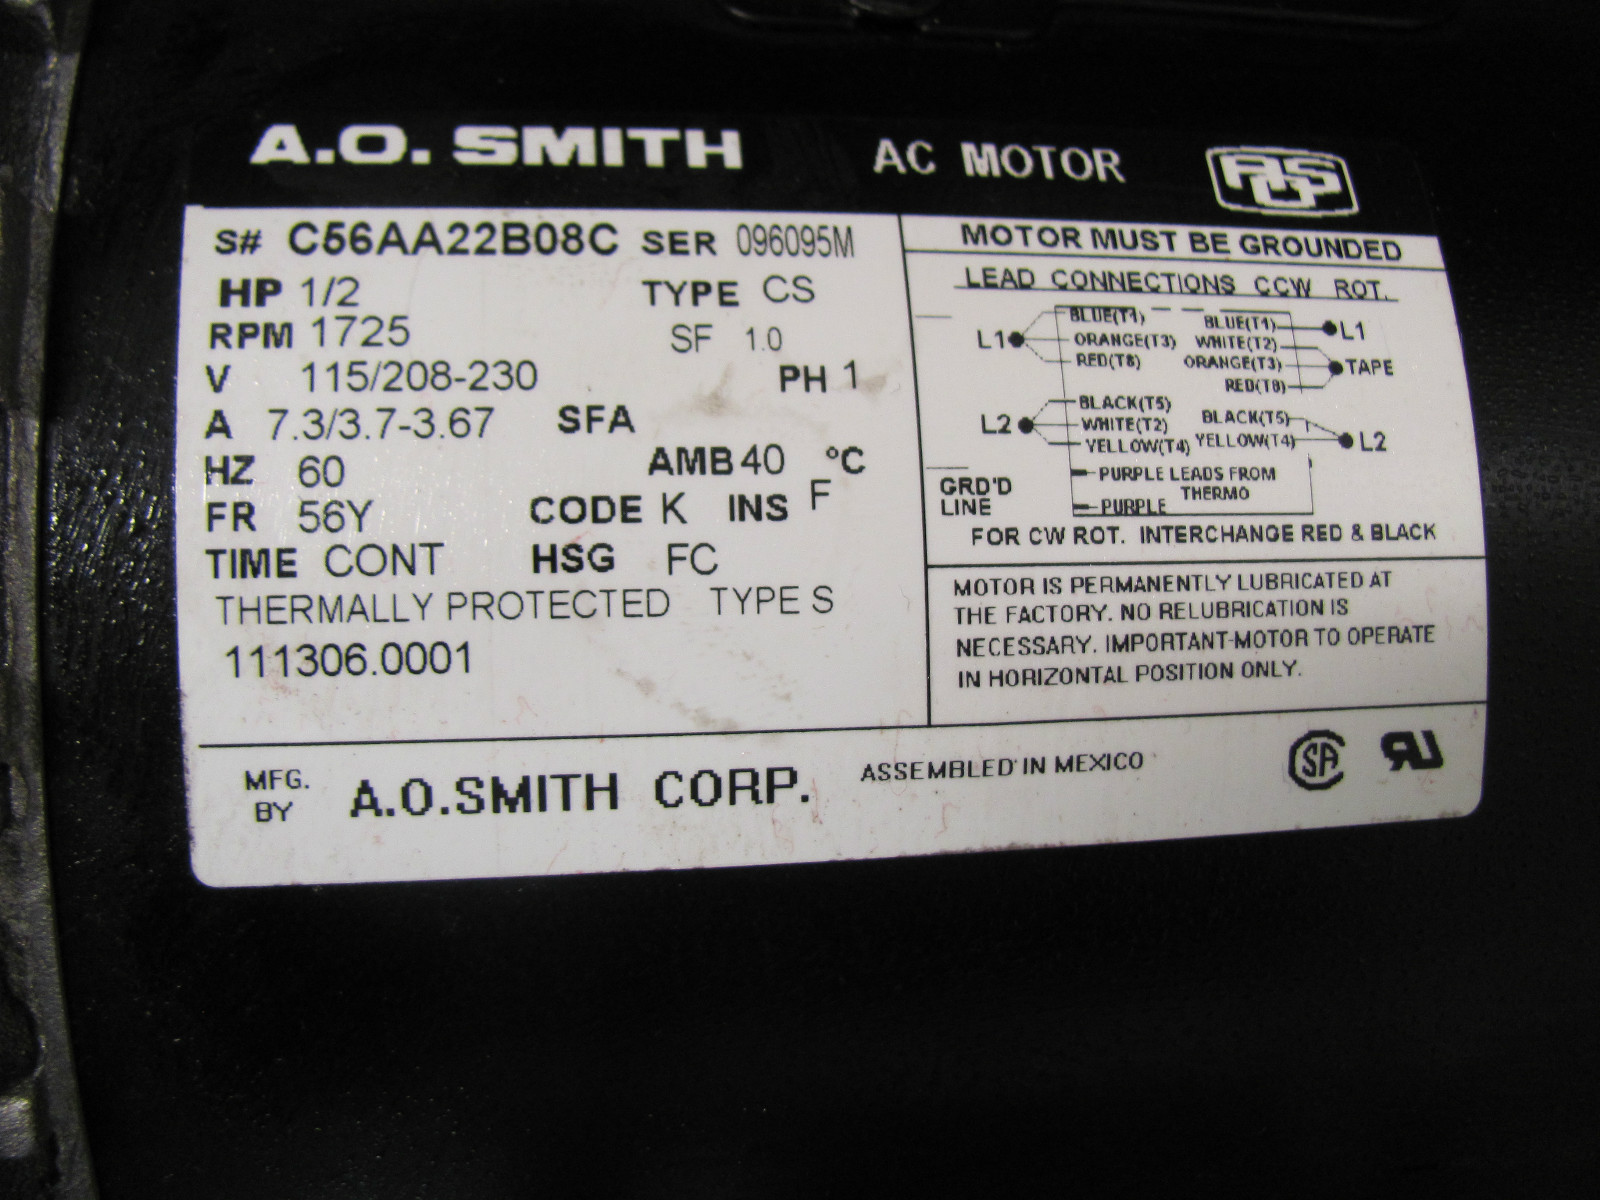 A.O. SMITH AC MOTOR AOS
S# C56AA22B08C SER 096095M
HP 1/2 TYPE CS
RPM 1725 SF 1.0
V 115/208-230 PH 1
A 7.3/3.7-3.67 SFA
HZ 60 AMB 40 °C
FR 56Y CODE K INS F
TIME CONT HSG FC
THERMALLY PROTECTED TYPE S
111306.0001
MOTOR MUST BE GROUNDED
LEAD CONNECTIONS CCW ROT.
L1 BLUE(T1)
ORANGE(T3)
RED(T8)
L2 BLACK(T5)
WHITE(T2)
YELLOW(T4)
BLUE(T1) L1
WHITE(T2)
ORANGE(T3) TAPE
RED(T8)
BLACK(T5)
YELLOW(T4) L2
GRD'D
LINE
PURPLE LEADS FROM
THERMO
PURPLE
FOR CW ROT. INTERCHANGE RED & BLACK
MOTOR IS PERMANENTLY LUBRICATED AT
THE FACTORY. NO RELUBRICATION IS
NECESSARY. IMPORTANT-MOTOR TO OPERATE
IN HORIZONTAL POSITION ONLY.
MFG.
BY
A.O.SMITH CORP.
ASSEMBLED IN MEXICO
SA RU